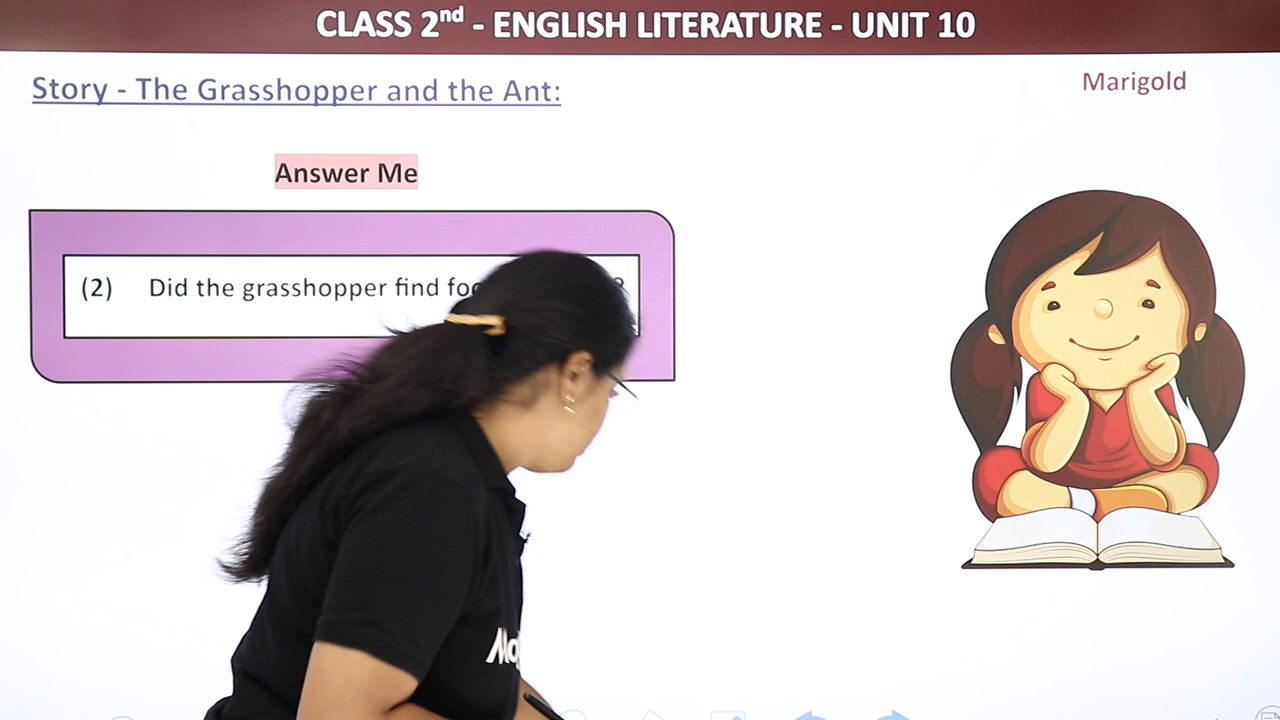 CLASS 2nd - ENGLISH LITERATURE - UNIT 10
Story - The Grasshopper and the Ant:
Marigold
Answer Me
(2) Did the grasshopper find